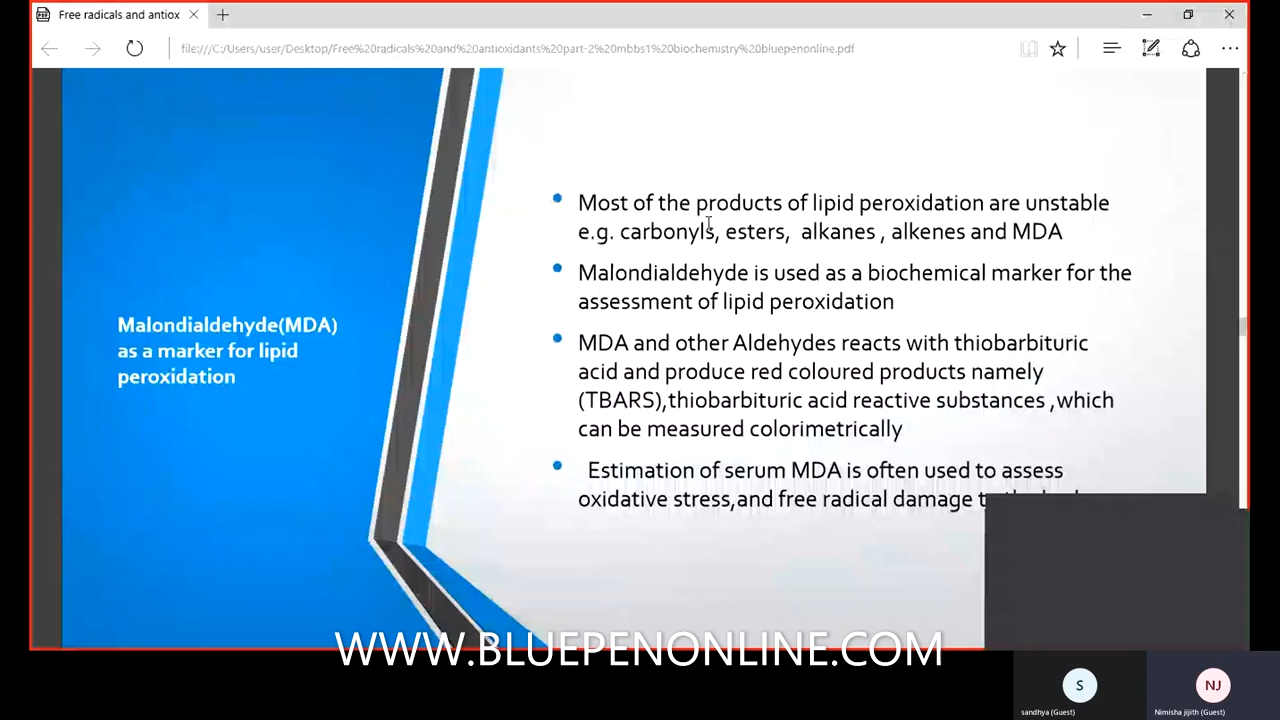 Free radicals and antiox
file:///C:/Users/user/Desktop/Free%20radicals%20and%20antioxidants%20part-2%20mbbs1%20biochemistry%20bluepenonline.pdf
Malondialdehyde(MDA)
as a marker for lipid
peroxidation
Most of the products of lipid peroxidation are unstable
e.g. carbonyls, esters, alkanes , alkenes and MDA
Malondialdehyde is used as a biochemical marker for the
assessment of lipid peroxidation
MDA and other Aldehydes reacts with thiobarbituric
acid and produce red coloured products namely
(TBARS),thiobarbituric acid reactive substances ,which
can be measured colorimetrically
Estimation of serum MDA is often used to assess
oxidative stress,and free radical damage
WWW.BLUEPENONLINE.COM
S
NJ
sandhya (Guest)
Nimisha jijith (Guest)